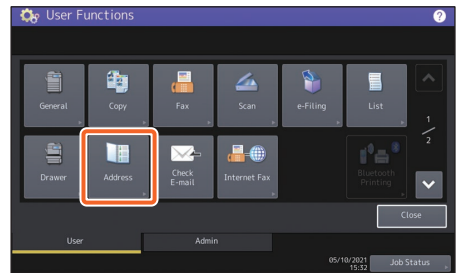 User Functions
?
General
Copy
Fax
Scan
e-Filing
List
1
2
Drawer
Address
Check
E-mail
Internet Fax
Bluetooth
Printing
Close
User
Admin
05/10/2021
15:32
Job Status